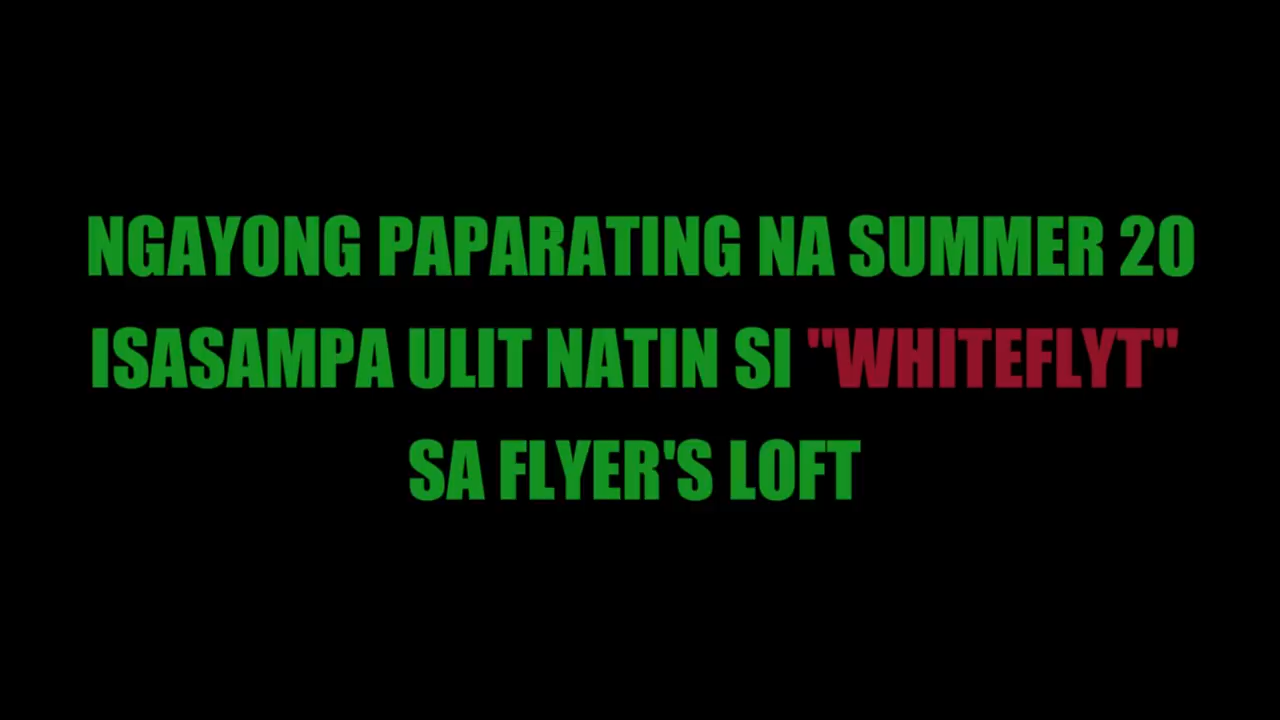 NGAYONG PAPARATING NA SUMMER 20
ISASAMPA ULIT NATIN SI "WHITEFLYT"
SA FLYER'S LOFT